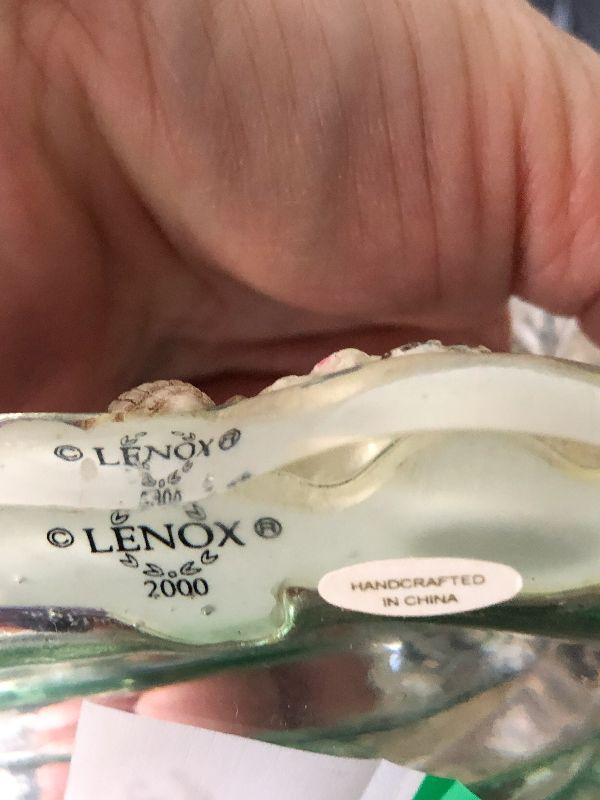 © LENOX ®
© LENOX ®
2000
HANDCRAFTED
IN CHINA